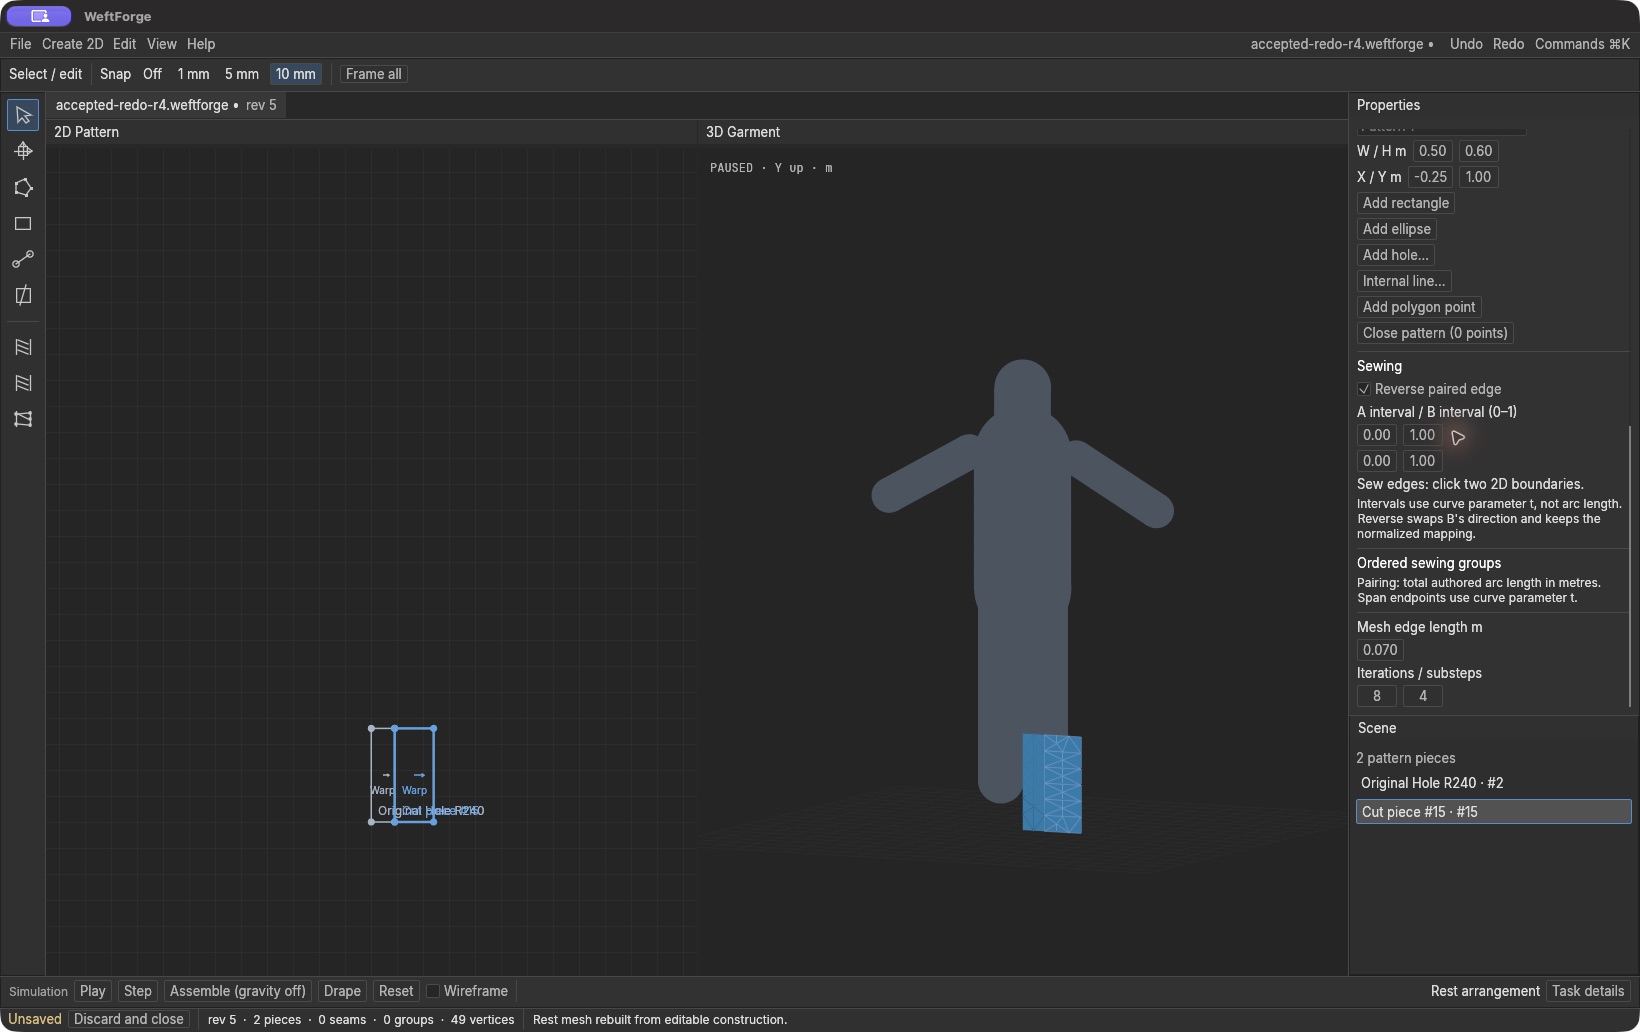 WeftForge
File Create 2D Edit View Help
accepted-redo-r4.weftforge • Undo Redo Commands ⌘K
Select / edit Snap Off 1 mm 5 mm 10 mm Frame all
accepted-redo-r4.weftforge • rev 5
2D Pattern
3D Garment
PAUSED · Y up · m
Warp Warp
Original Hole R240
Properties
W / H m 0.50 0.60
X / Y m -0.25 1.00
Add rectangle
Add ellipse
Add hole...
Internal line...
Add polygon point
Close pattern (0 points)
Sewing
Reverse paired edge
A interval / B interval (0–1)
0.00 1.00
0.00 1.00
Sew edges: click two 2D boundaries.
Intervals use curve parameter t, not arc length.
Reverse swaps B's direction and keeps the
normalized mapping.
Ordered sewing groups
Pairing: total authored arc length in metres.
Span endpoints use curve parameter t.
Mesh edge length m
0.070
Iterations / substeps
8 4
Scene
2 pattern pieces
Original Hole R240 · #2
Cut piece #15 · #15
Simulation Play Step Assemble (gravity off) Drape Reset Wireframe
Rest arrangement Task details
Unsaved Discard and close rev 5 · 2 pieces · 0 seams · 0 groups · 49 vertices Rest mesh rebuilt from editable construction.